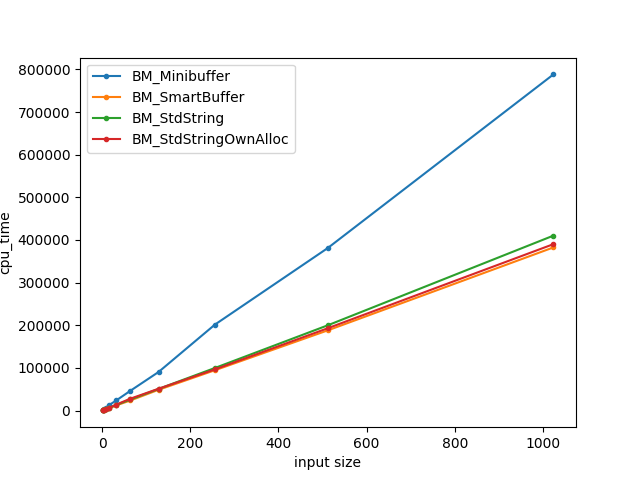 BM_Minibuffer
BM_SmartBuffer
BM_StdString
BM_StdStringOwnAlloc
cpu_time
800000
700000
600000
500000
400000
300000
200000
100000
0
0 200 400 600 800 1000
input size